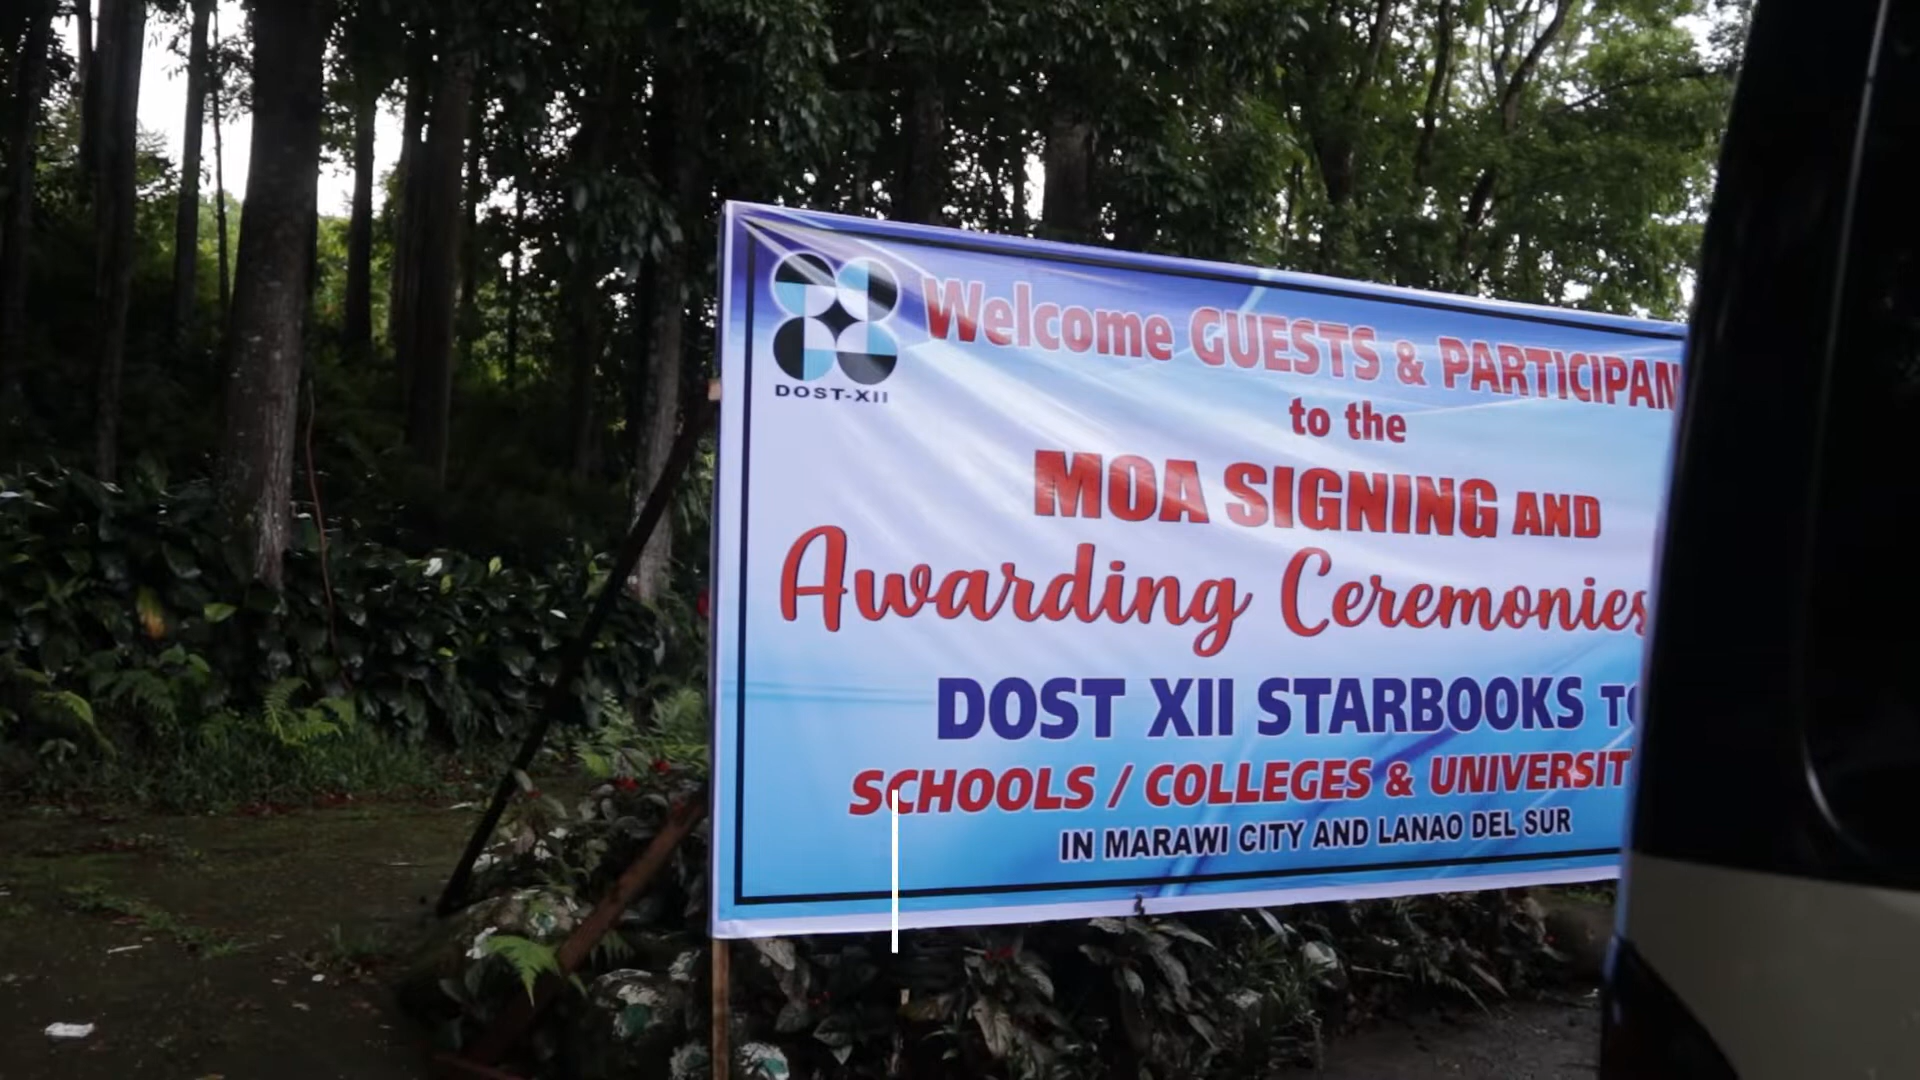 DOST-XII
Welcome GUESTS & PARTICIPAN
to the
MOA SIGNING AND
Awarding Ceremonies
DOST XII STARBOOKS TO
SCHOOLS / COLLEGES & UNIVERSIT
IN MARAWI CITY AND LANAO DEL SUR